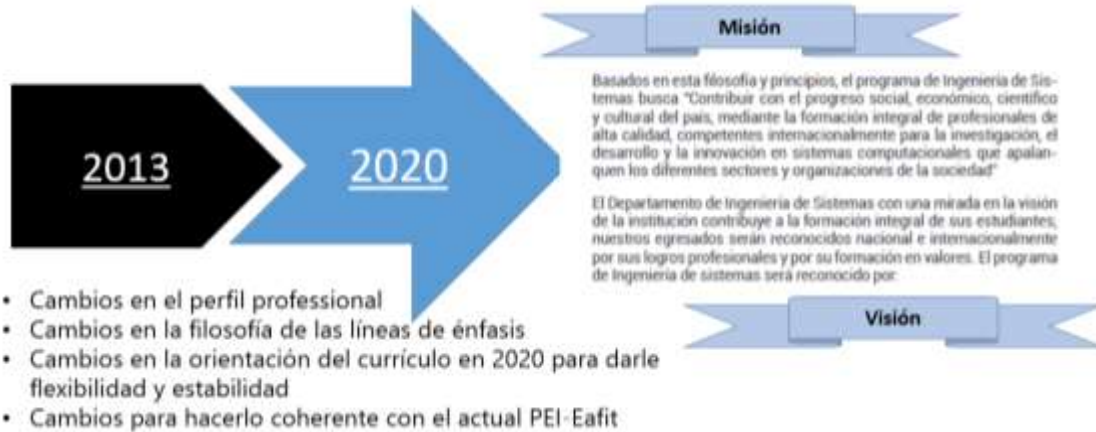 2013
2020
Misión
Basados en esta filosofía y principios, el programa de Ingeniería de Sis-
temas busca "Contribuir con el progreso social, económico, científico
y cultural del país, mediante la formación integral de profesionales de
alta calidad, competentes internacionalmente para la investigación, el
desarrollo y la innovación en sistemas computacionales que apalan-
quen los diferentes sectores y organizaciones de la sociedad"
El Departamento de Ingeniería de Sistemas con una mirada en la visión
de la institución contribuye a la formación integral de sus estudiantes,
nuestros egresados serán reconocidos nacional e internacionalmente
por sus logros profesionales y por su formación en valores. El programa
de Ingeniería de sistemas será reconocido por:
Visión
• Cambios en el perfil professional
• Cambios en la filosofía de las líneas de énfasis
• Cambios en la orientación del currículo en 2020 para darle
flexibilidad y estabilidad
• Cambios para hacerlo coherente con el actual PEI-Eafit